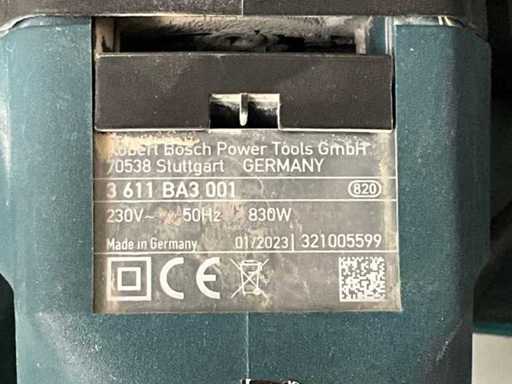 Robert Bosch Power Tools GmbH
70538 Stuttgart GERMANY
3 611 BA3 001 820
230V~ 50Hz 830W
Made in Germany 01/2023 | 321005599
CE